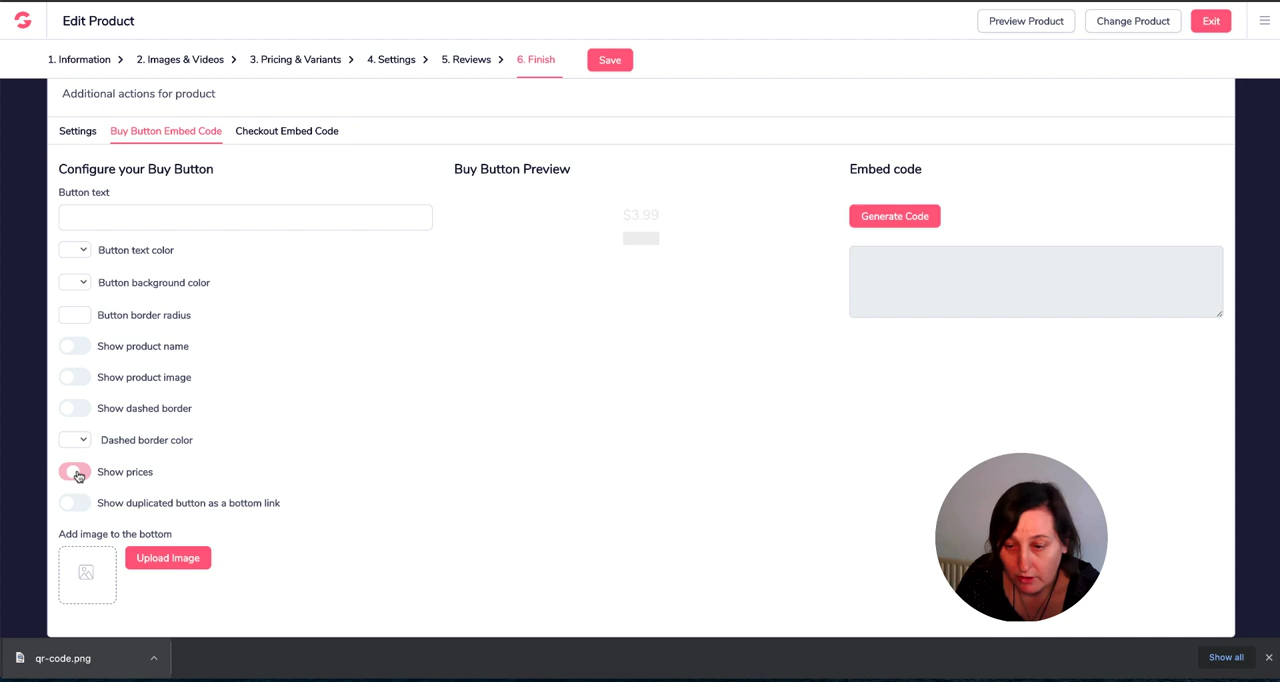 Edit Product
Preview Product
Change Product
Exit
1. Information
2. Images & Videos
3. Pricing & Variants
4. Settings
5. Reviews
6. Finish
Save
Additional actions for product
Settings
Buy Button Embed Code
Checkout Embed Code
Configure your Buy Button
Buy Button Preview
Embed code
Button text
$3.99
Generate Code
Button text color
Button background color
Button border radius
Show product name
Show product image
Show dashed border
Dashed border color
Show prices
Show duplicated button as a bottom link
Add image to the bottom
Upload Image
qr-code.png
Show all